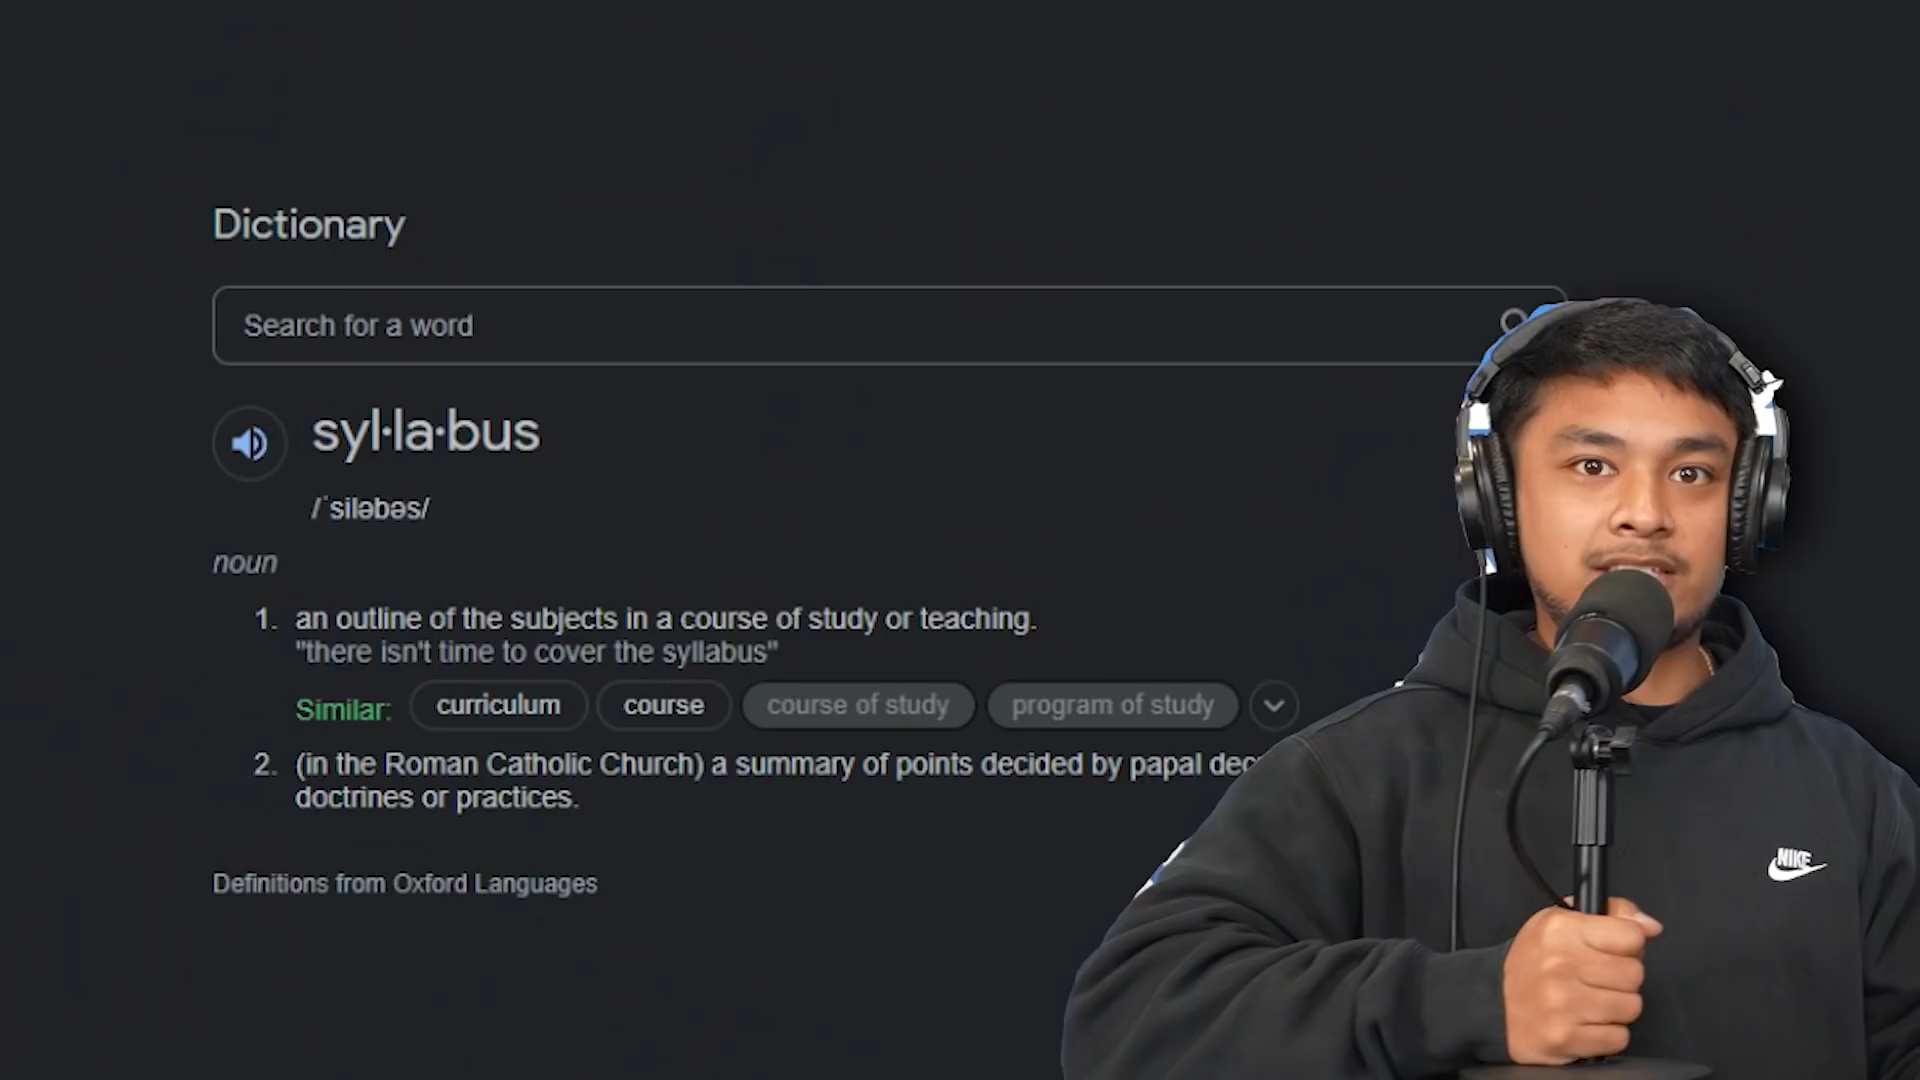 Dictionary
Search for a word
syl·la·bus
/ˈsiləbəs/
noun
1. an outline of the subjects in a course of study or teaching.
"there isn't time to cover the syllabus"
Similar: curriculum course course of study program of study
2. (in the Roman Catholic Church) a summary of points decided by papal
doctrines or practices.
Definitions from Oxford Languages
NIKE